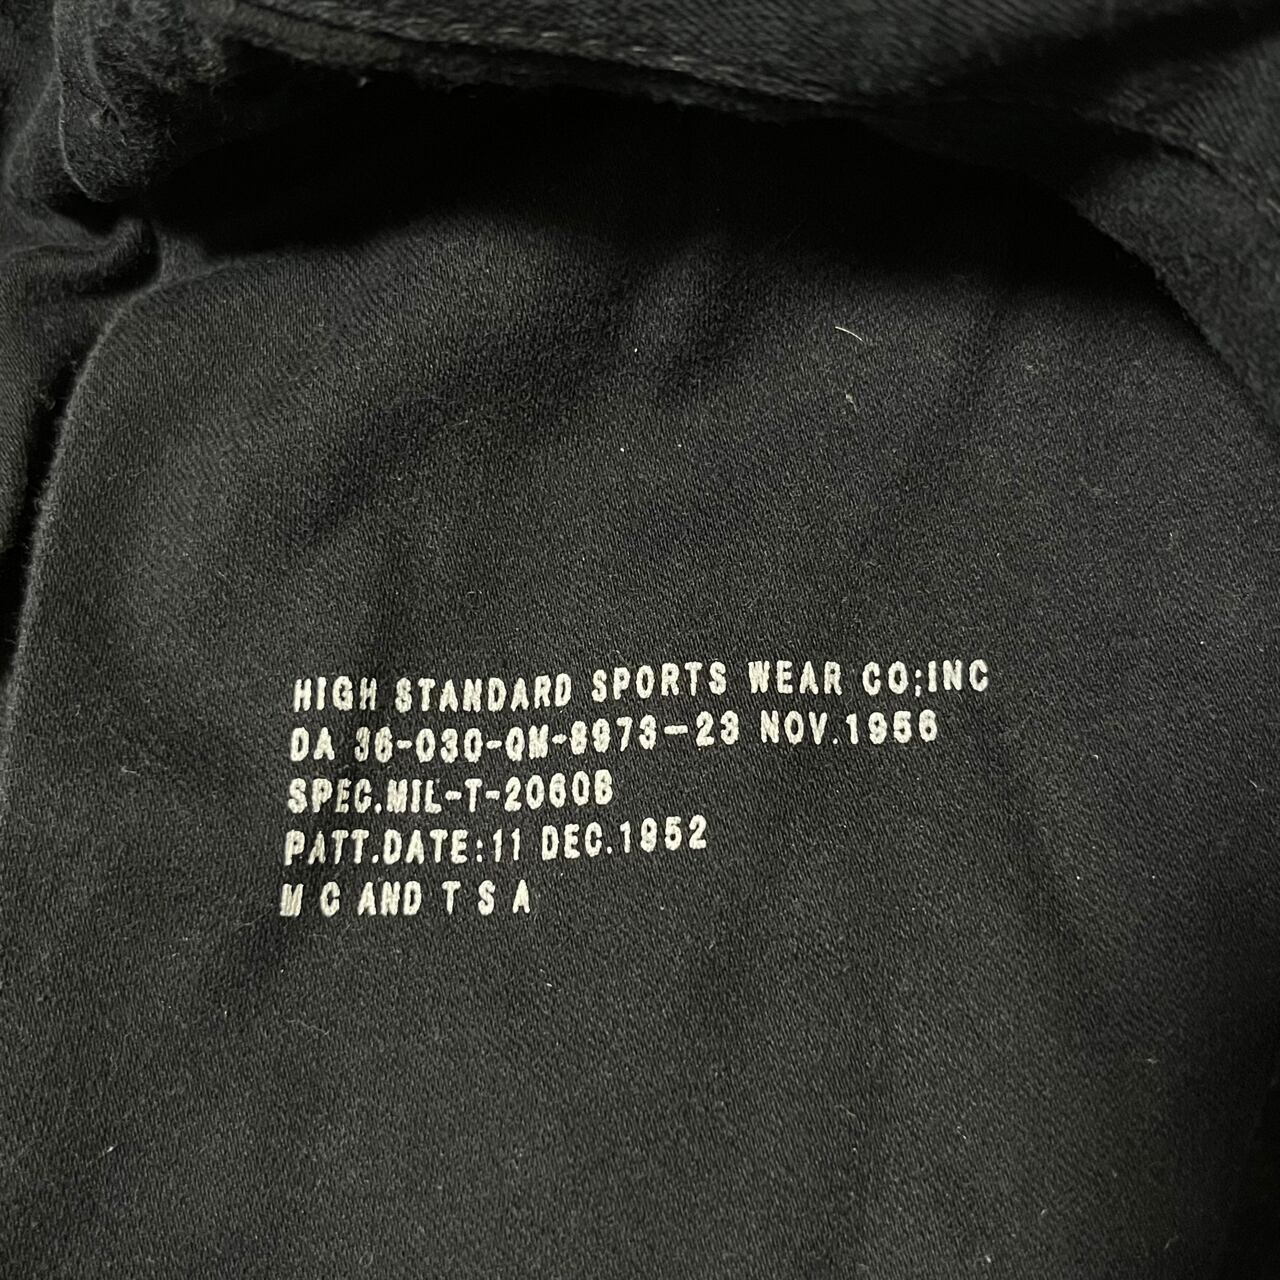 HIGH STANDARD SPORTS WEAR CO;INC
DA 36-030-QM-8973-23 NOV.1956
SPEC.MIL-T-2060B
PATT.DATE:11 DEC.1952
M C AND T S A